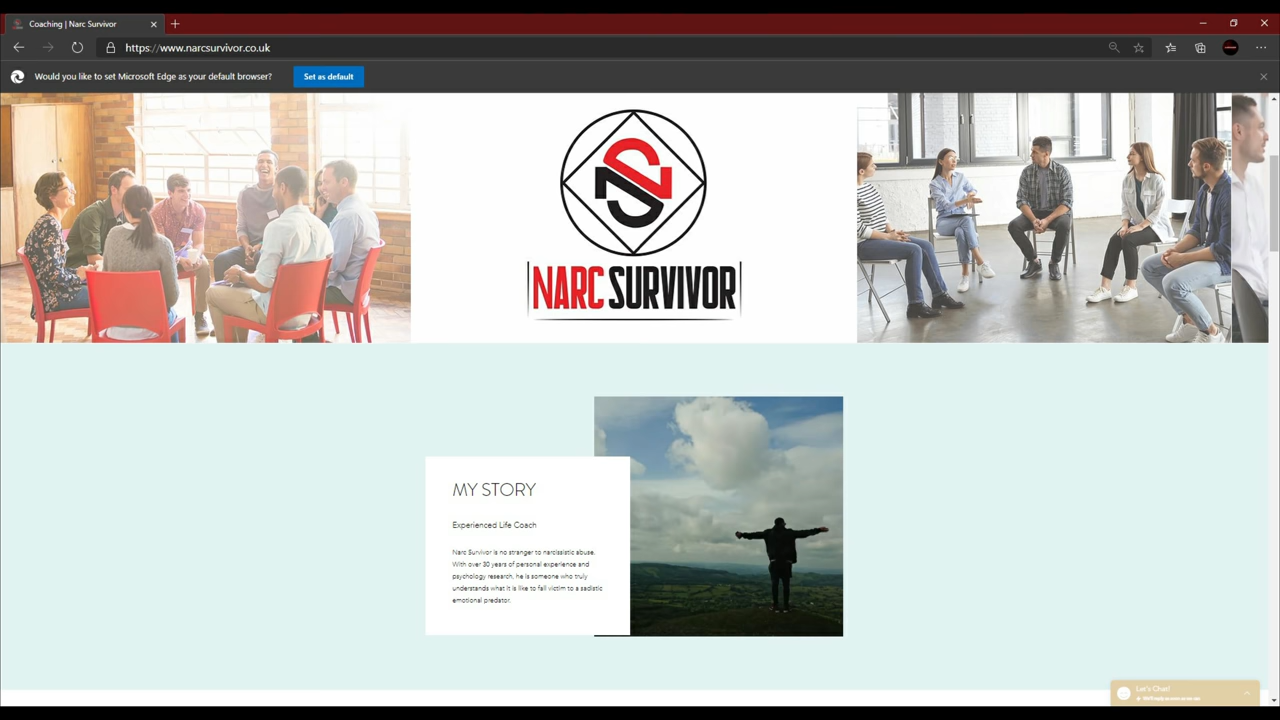 Coaching | Narc Survivor
https://www.narcsurvivor.co.uk
Would you like to set Microsoft Edge as your default browser?
Set as default
NARC SURVIVOR
MY STORY
Experienced Life Coach
Narc Survivor is no stranger to narcissistic abuse.
With over 30 years of personal experience and
psychology research, he is someone who truly
understands what it is like to fall victim to a sadistic
emotional predator.
Let's Chat!